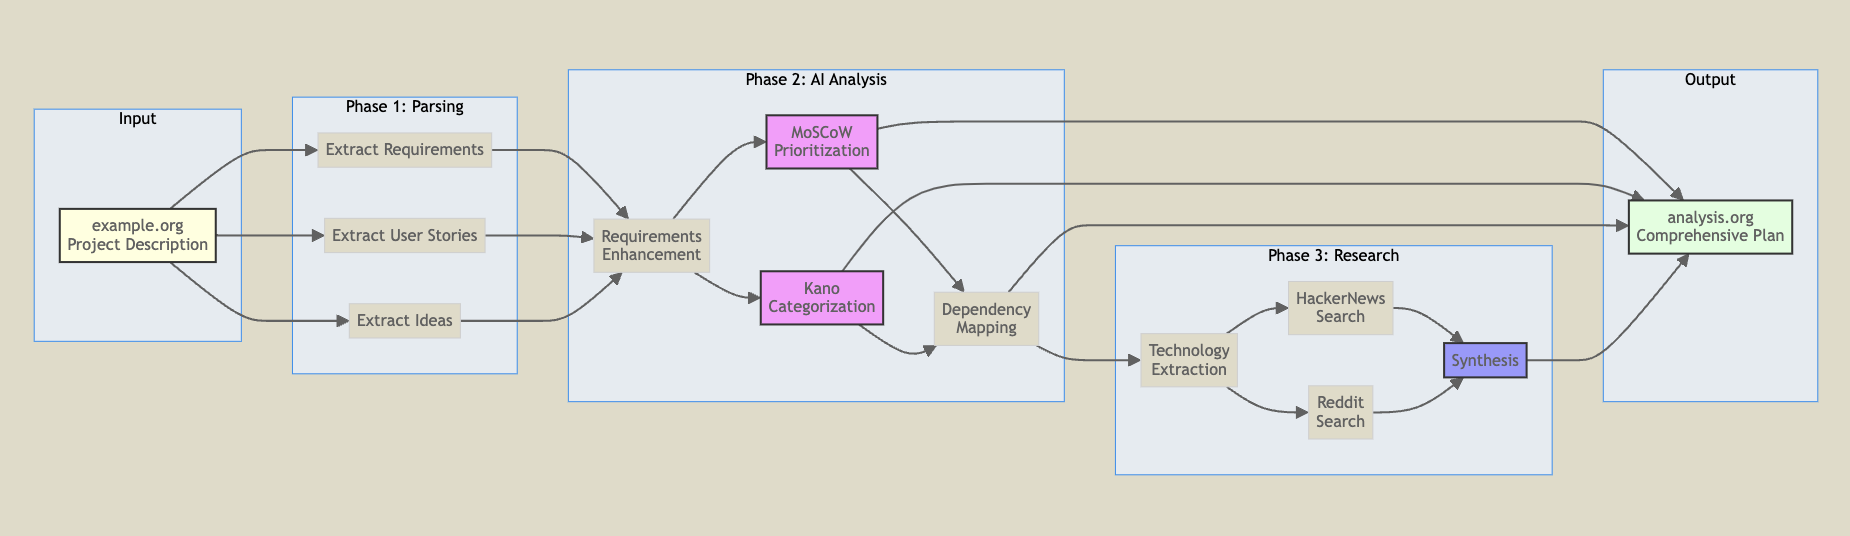 Input
example.org
Project Description
Phase 1: Parsing
Extract Requirements
Extract User Stories
Extract Ideas
Phase 2: AI Analysis
Requirements
Enhancement
MoSCoW
Prioritization
Kano
Categorization
Dependency
Mapping
Phase 3: Research
Technology
Extraction
HackerNews
Search
Reddit
Search
Synthesis
Output
analysis.org
Comprehensive Plan